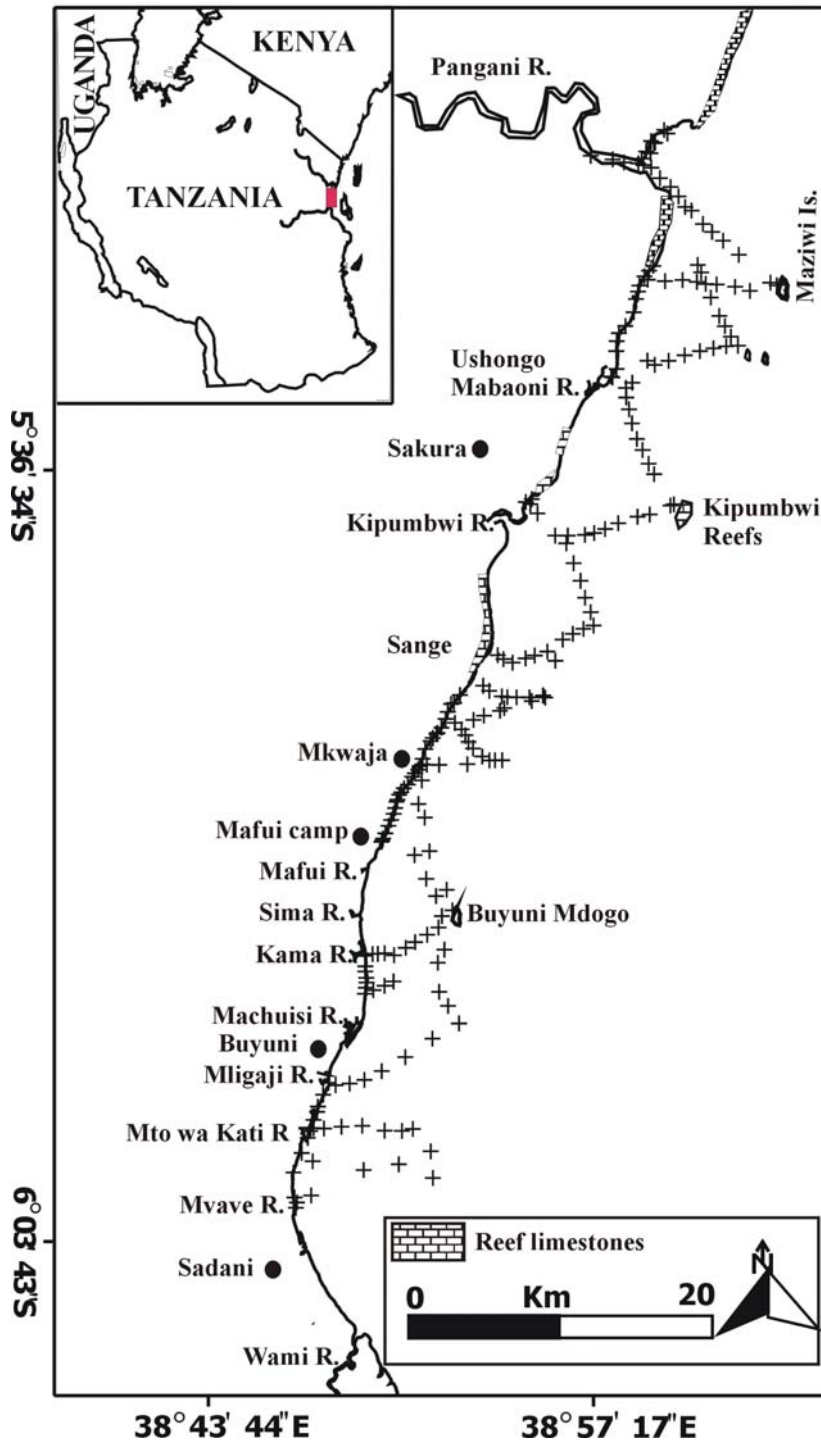 UGANDA
KENYA
TANZANIA
Pangani R.
Maziwi Is.
Ushongo
Mabaoni R.
Sakura
5°36' 34"S
Kipumbwi R.
Kipumbwi
Reefs
Sange
Mkwaja
Mafui camp
Mafui R.
Sima R.
Buyuni Mdogo
Kama R.
Machuisi R.
Buyuni
Mligaji R.
Mto wa Kati R
Mvave R.
6°03' 43"S
Sadani
Wami R.
Reef limestones
N
0 Km 20
38°43' 44"E
38°57' 17"E